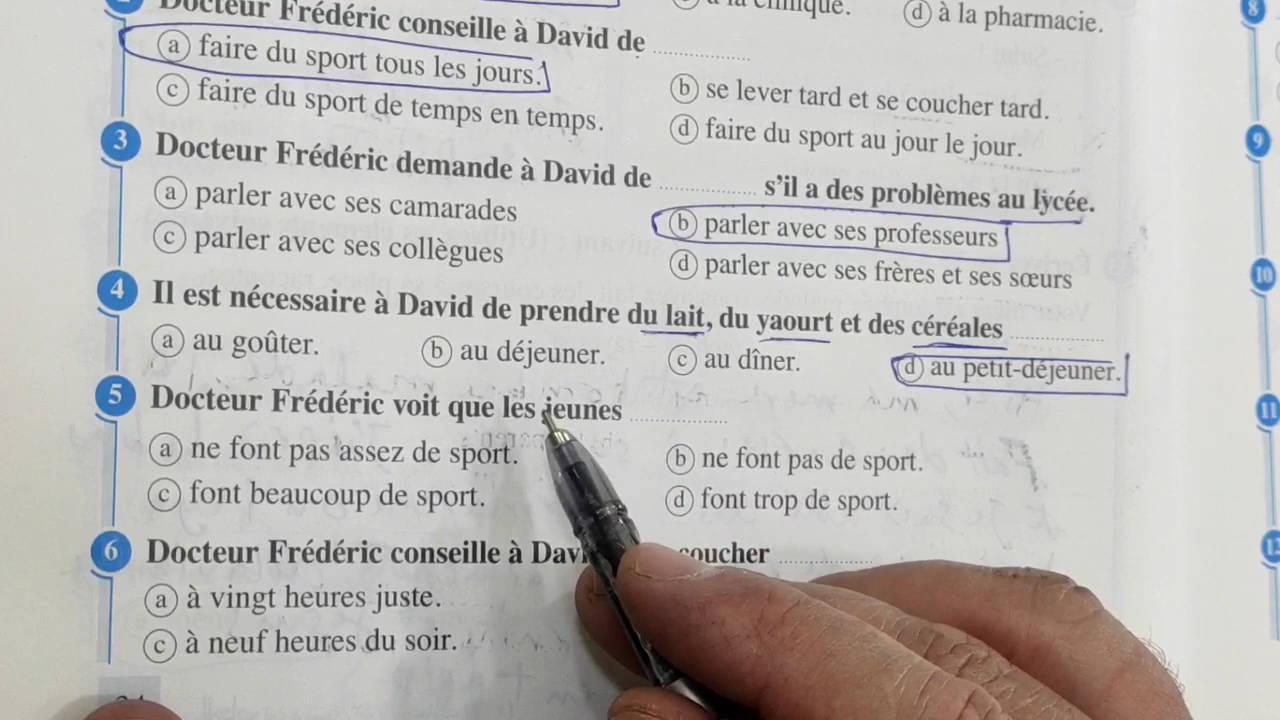 à la clinique. d à la pharmacie.
Docteur Frédéric conseille à David de ..................
a faire du sport tous les jours.
b se lever tard et se coucher tard.
c faire du sport de temps en temps.
d faire du sport au jour le jour.
3 Docteur Frédéric demande à David de .................. s'il a des problèmes au lycée.
a parler avec ses camarades
b parler avec ses professeurs
c parler avec ses collègues
d parler avec ses frères et ses sœurs
4 Il est nécessaire à David de prendre du lait, du yaourt et des céréales ..................
a au goûter. b au déjeuner. c au dîner. d au petit-déjeuner.
5 Docteur Frédéric voit que les jeunes ..................
a ne font pas assez de sport. b ne font pas de sport.
c font beaucoup de sport. d font trop de sport.
6 Docteur Frédéric conseille à coucher ..................
a à vingt heures juste.
c à neuf heures du soir.
8
9
10
11
12